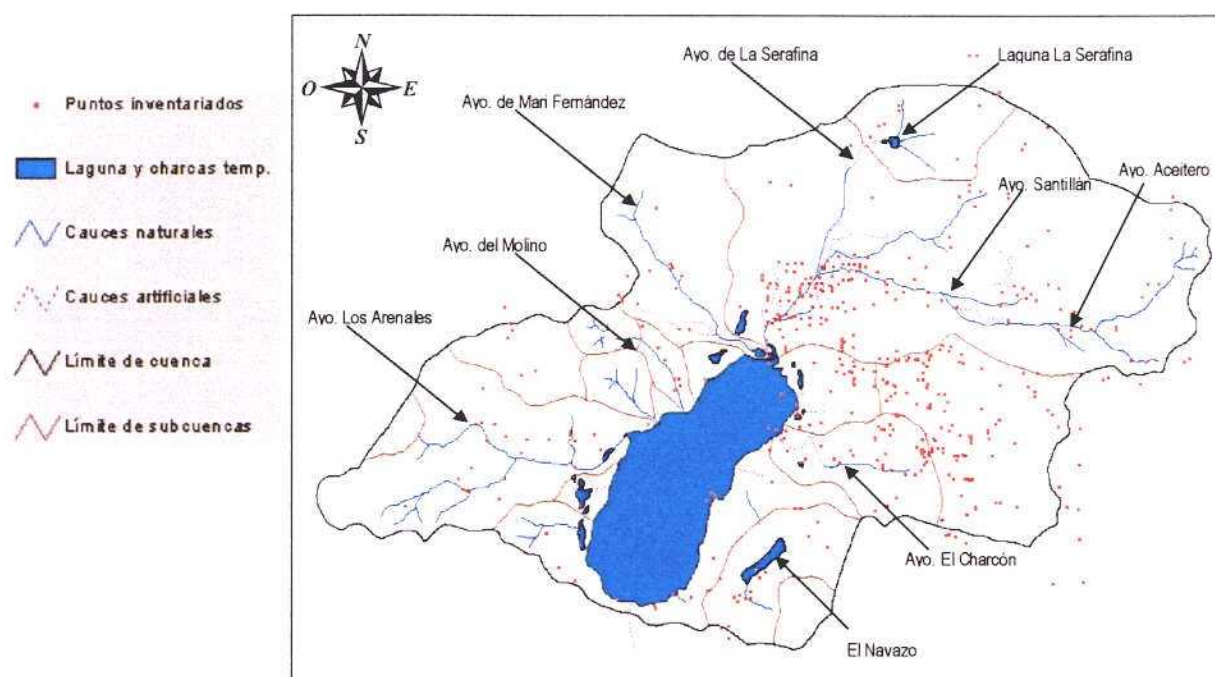 Puntos inventariados
Laguna y charcas temp.
Cauces naturales
Cauces artificiales
Límite de cuenca
Límite de subcuencas
N
O
E
S
Ayo. de La Serafina
Laguna La Serafina
Ayo. de Mari Fernández
Ayo. Aceitero
Ayo. Santillán
Ayo. del Molino
Ayo. Los Arenales
Ayo. El Charcón
El Navazo